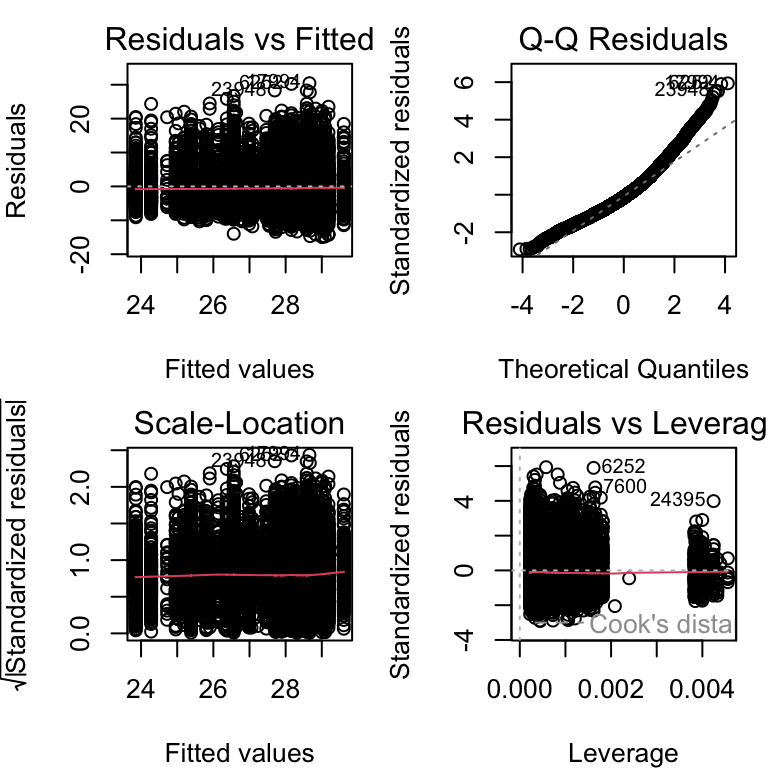 Residuals vs Fitted
Residuals
20
0
-20
24
26
28
Fitted values
Q-Q Residuals
Standardized residuals
6
4
2
-2
23948
-4
-2
0
2
4
Theoretical Quantiles
Scale-Location
√|Standardized residuals|
2.0
1.0
0.0
24
26
28
Fitted values
Residuals vs Leverag
Standardized residuals
4
0
-4
6252
7600
24395
Cook's dista
0.000
0.002
0.004
Leverage